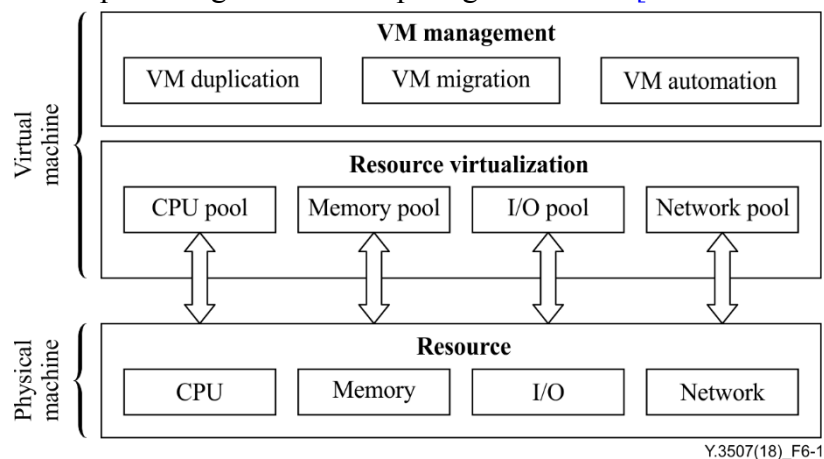 VM management
VM duplication
VM migration
VM automation
Virtual
machine
Resource virtualization
CPU pool
Memory pool
I/O pool
Network pool
Physical
machine
Resource
CPU
Memory
I/O
Network
Y.3507(18)_F6-1